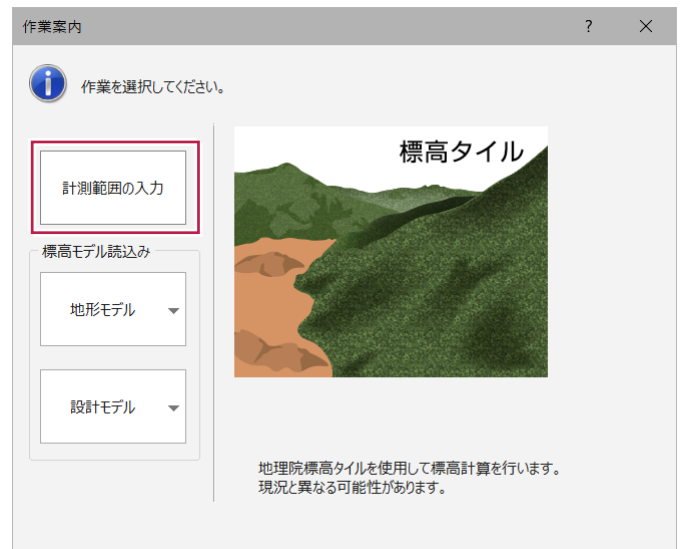 作業案内
?
作業を選択してください。
計測範囲の入力
標高モデル読込み
地形モデル
設計モデル
標高タイル
地理院標高タイルを使用して標高計算を行います。
現況と異なる可能性があります。